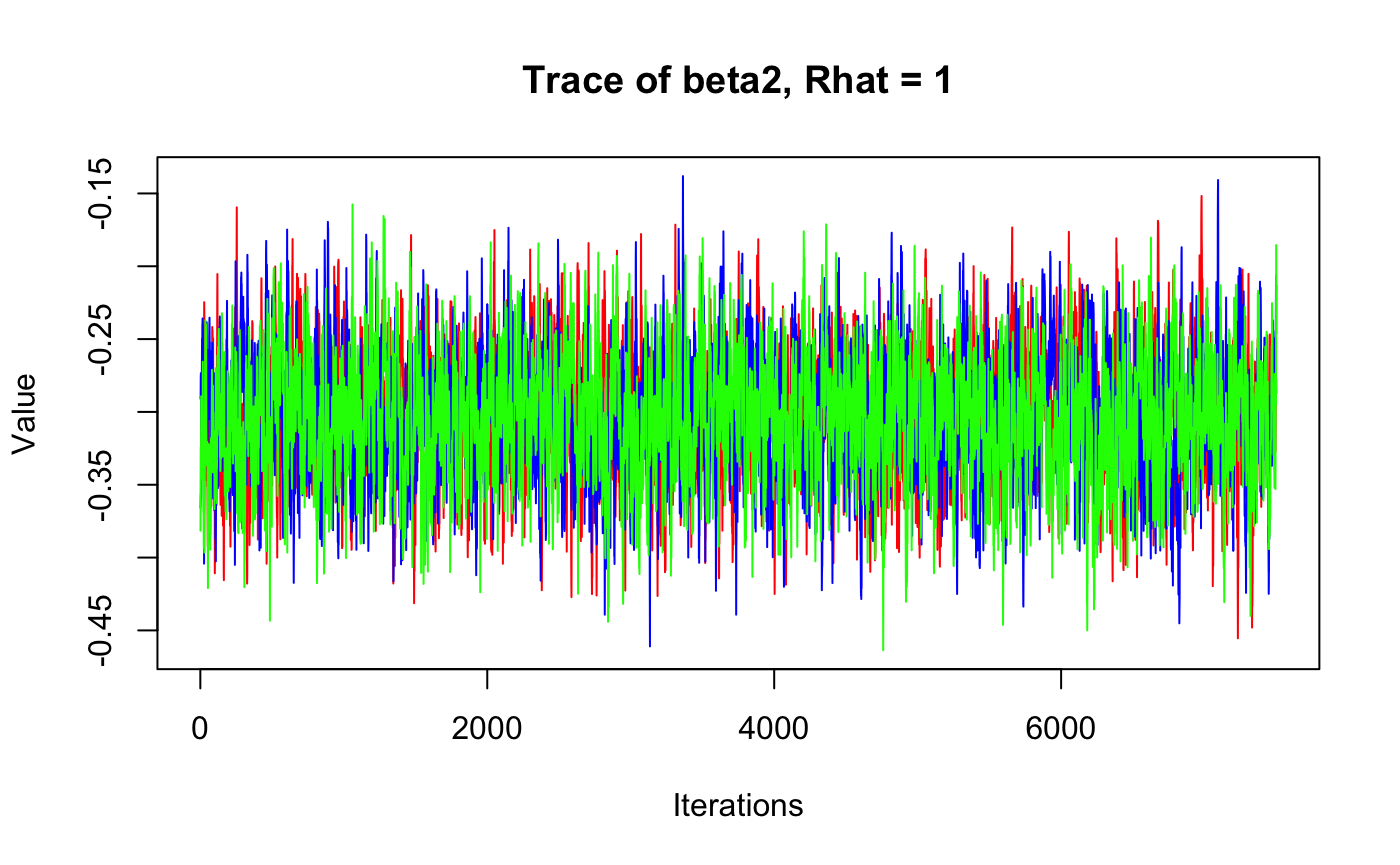 Trace of beta2, Rhat = 1
Value
-0.15
-0.25
-0.35
-0.45
0 2000 4000 6000
Iterations